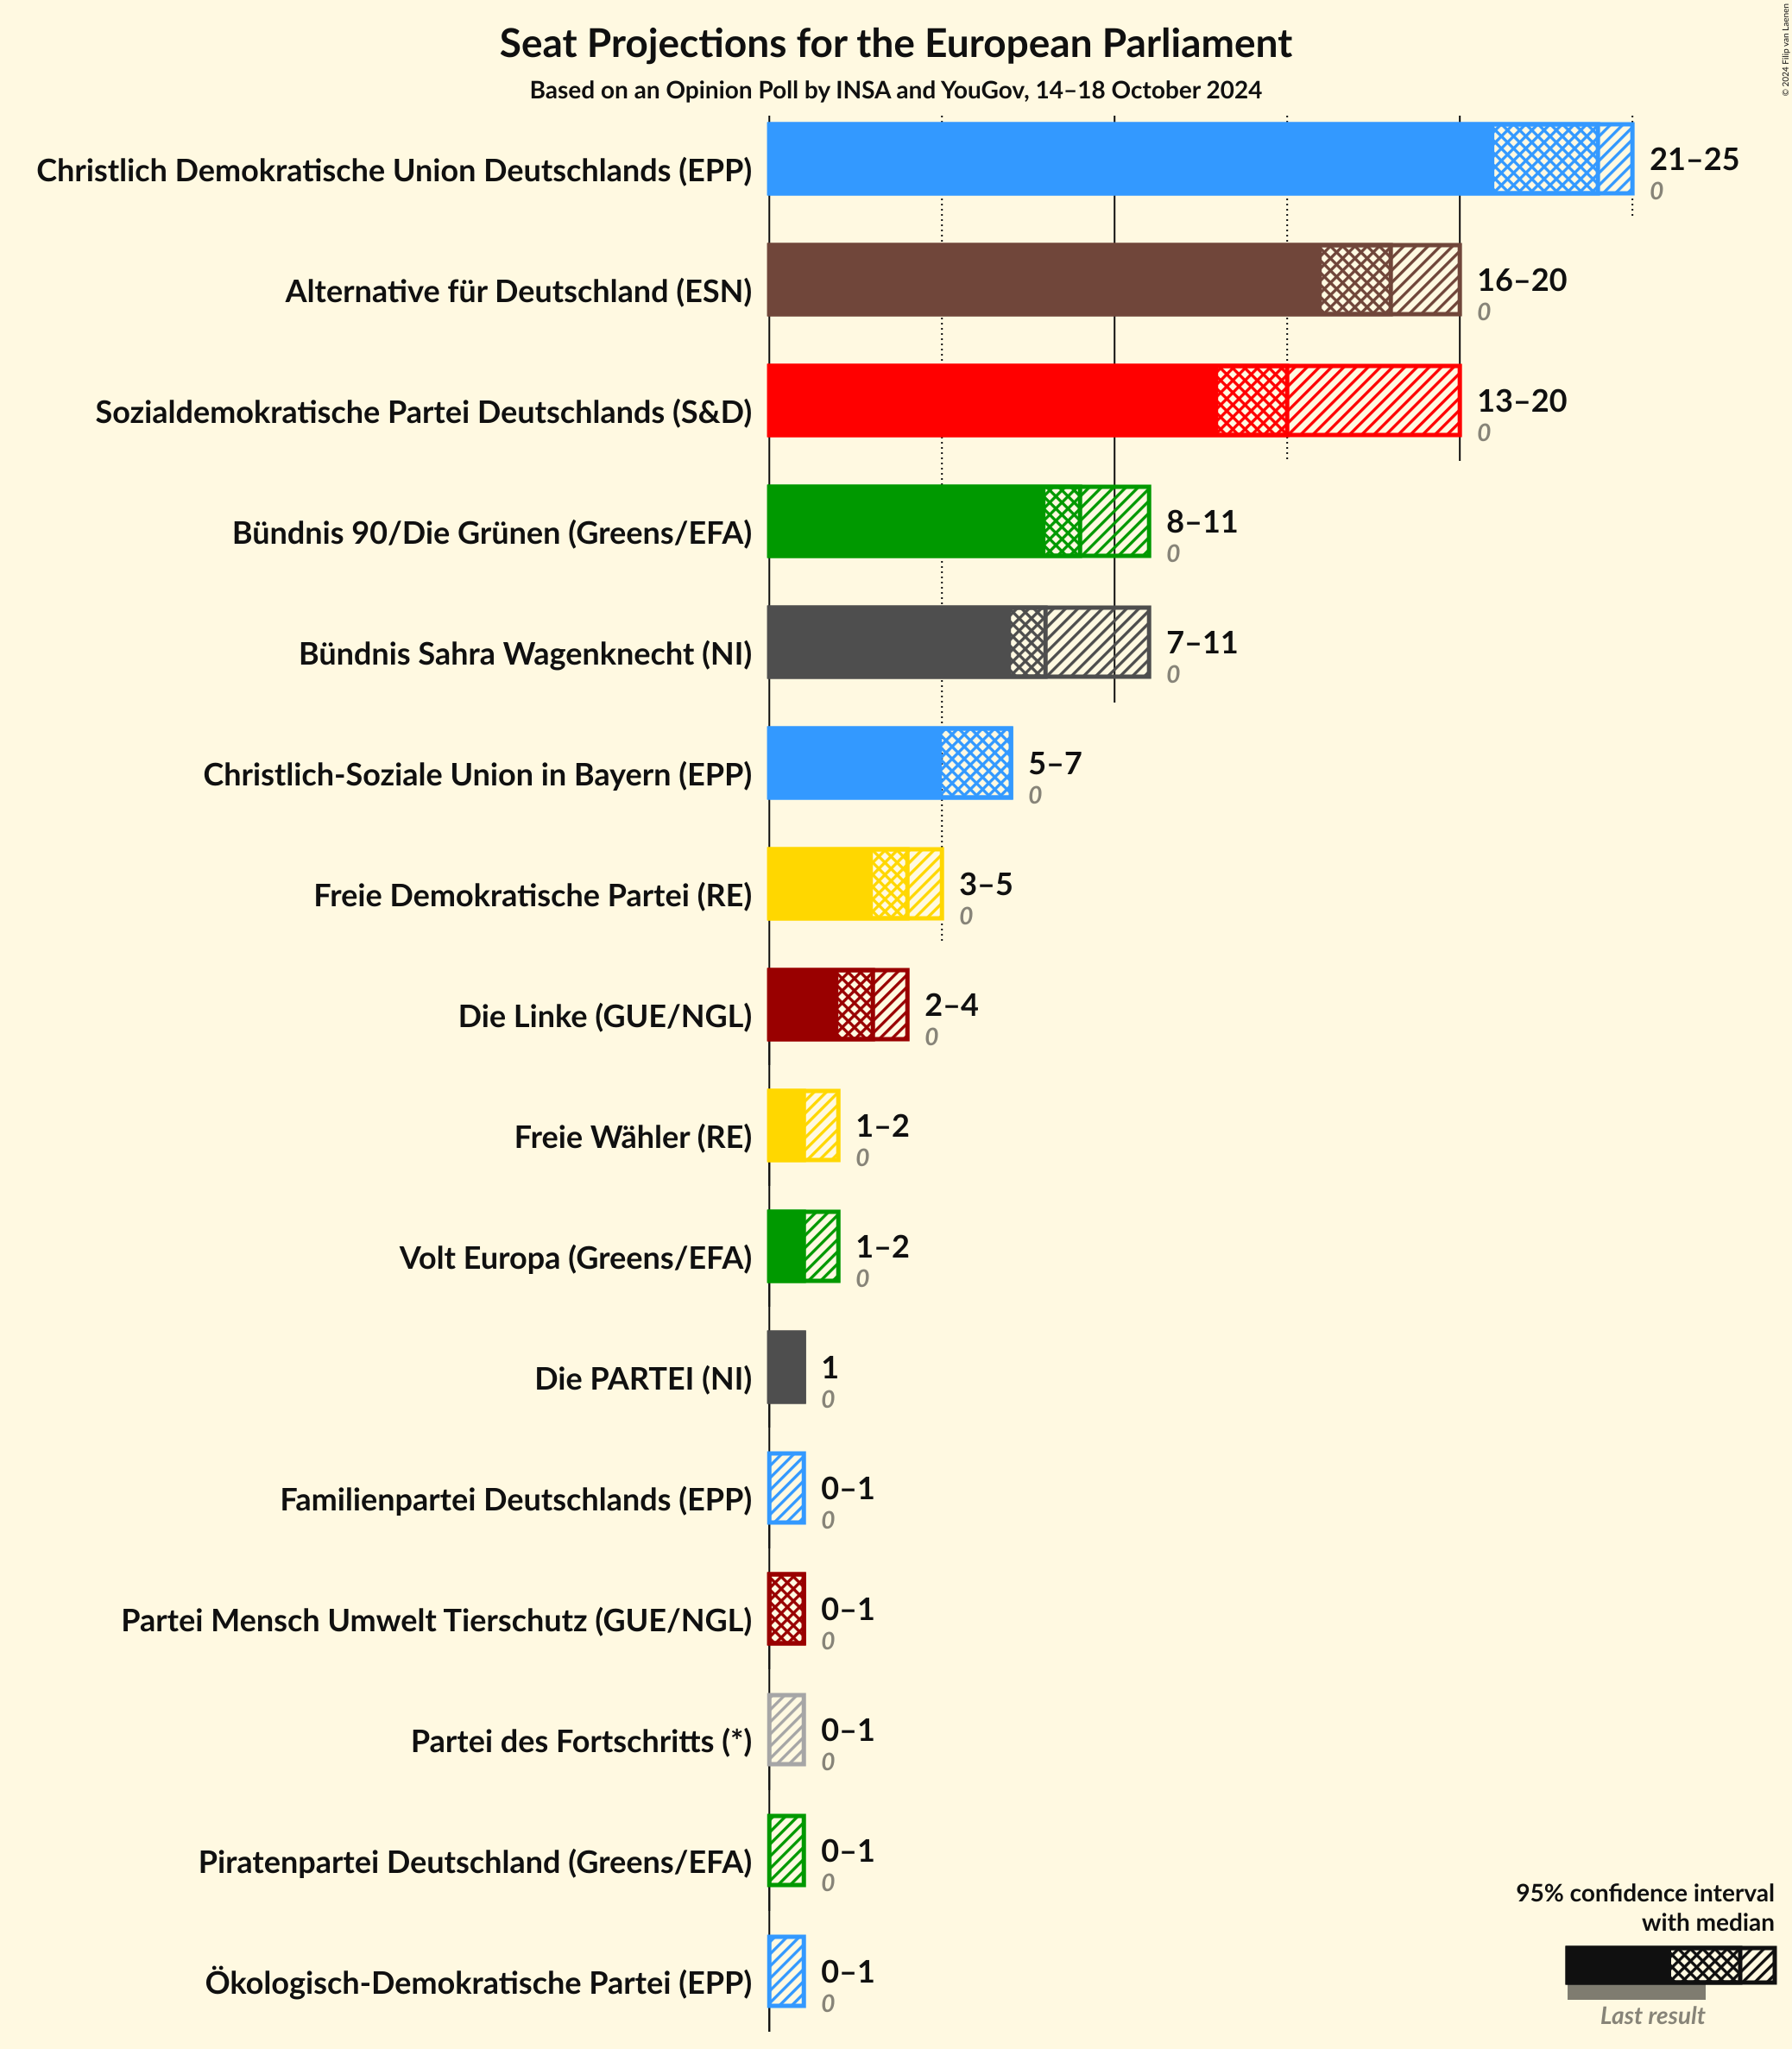 Seat Projections for the European Parliament
Based on an Opinion Poll by INSA and YouGov, 14–18 October 2024
© 2024 Filip van Laenen
Christlich Demokratische Union Deutschlands (EPP)
21–25
0
Alternative für Deutschland (ESN)
16–20
0
Sozialdemokratische Partei Deutschlands (S&D)
13–20
0
Bündnis 90/Die Grünen (Greens/EFA)
8–11
0
Bündnis Sahra Wagenknecht (NI)
7–11
0
Christlich-Soziale Union in Bayern (EPP)
5–7
0
Freie Demokratische Partei (RE)
3–5
0
Die Linke (GUE/NGL)
2–4
0
Freie Wähler (RE)
1–2
0
Volt Europa (Greens/EFA)
1–2
0
Die PARTEI (NI)
1
0
Familienpartei Deutschlands (EPP)
0–1
0
Partei Mensch Umwelt Tierschutz (GUE/NGL)
0–1
0
Partei des Fortschritts (*)
0–1
0
Piratenpartei Deutschland (Greens/EFA)
0–1
0
Ökologisch-Demokratische Partei (EPP)
0–1
0
95% confidence interval
with median
Last result